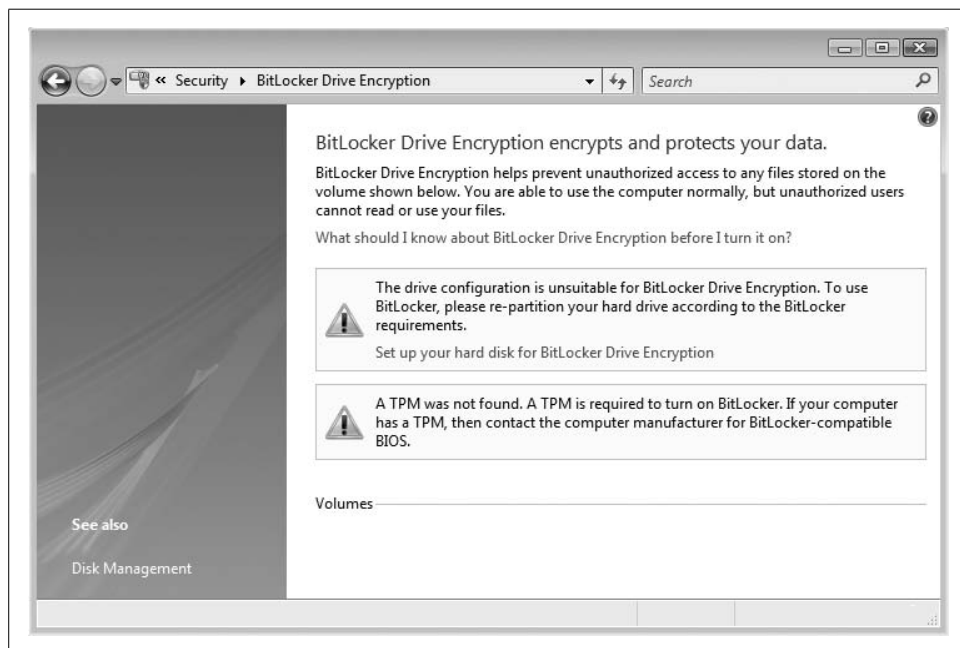 « Security ▸ BitLocker Drive Encryption
Search
BitLocker Drive Encryption encrypts and protects your data.
BitLocker Drive Encryption helps prevent unauthorized access to any files stored on the
volume shown below. You are able to use the computer normally, but unauthorized users
cannot read or use your files.
What should I know about BitLocker Drive Encryption before I turn it on?
The drive configuration is unsuitable for BitLocker Drive Encryption. To use
BitLocker, please re-partition your hard drive according to the BitLocker
requirements.
Set up your hard disk for BitLocker Drive Encryption
A TPM was not found. A TPM is required to turn on BitLocker. If your computer
has a TPM, then contact the computer manufacturer for BitLocker-compatible
BIOS.
Volumes
See also
Disk Management